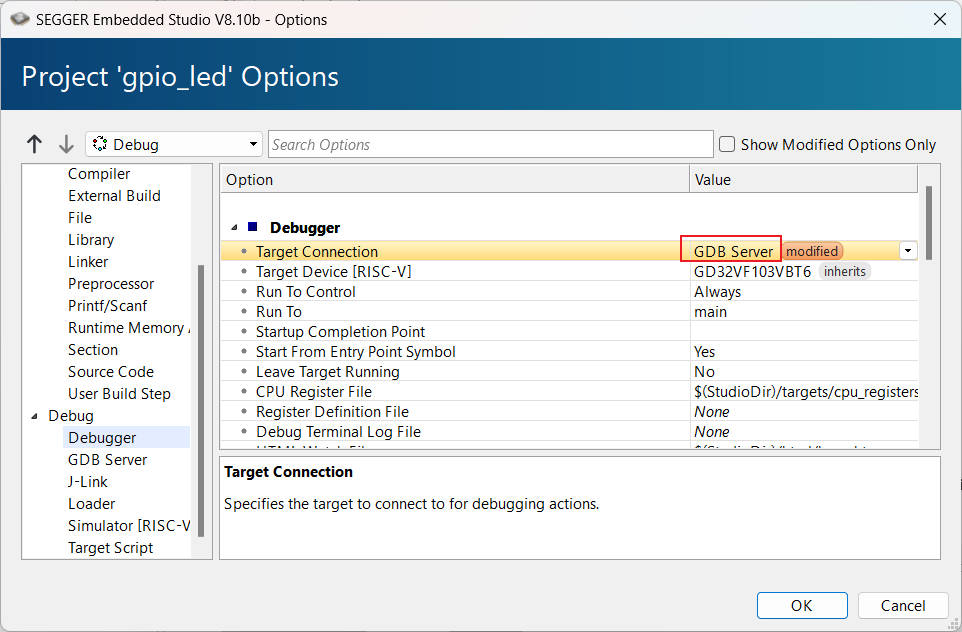 SEGGER Embedded Studio V8.10b - Options
Project 'gpio_led' Options
Debug
Search Options
Show Modified Options Only
Compiler
External Build
File
Library
Linker
Preprocessor
Printf/Scanf
Runtime Memory
Section
Source Code
User Build Step
Debug
Debugger
GDB Server
J-Link
Loader
Simulator [RISC-V
Target Script
Option Value
Debugger
Target Connection GDB Server modified
Target Device [RISC-V] GD32VF103VBT6 inherits
Run To Control Always
Run To main
Startup Completion Point
Start From Entry Point Symbol Yes
Leave Target Running No
CPU Register File $(StudioDir)/targets/cpu_registers
Register Definition File None
Debug Terminal Log File None
Target Connection
Specifies the target to connect to for debugging actions.
OK Cancel